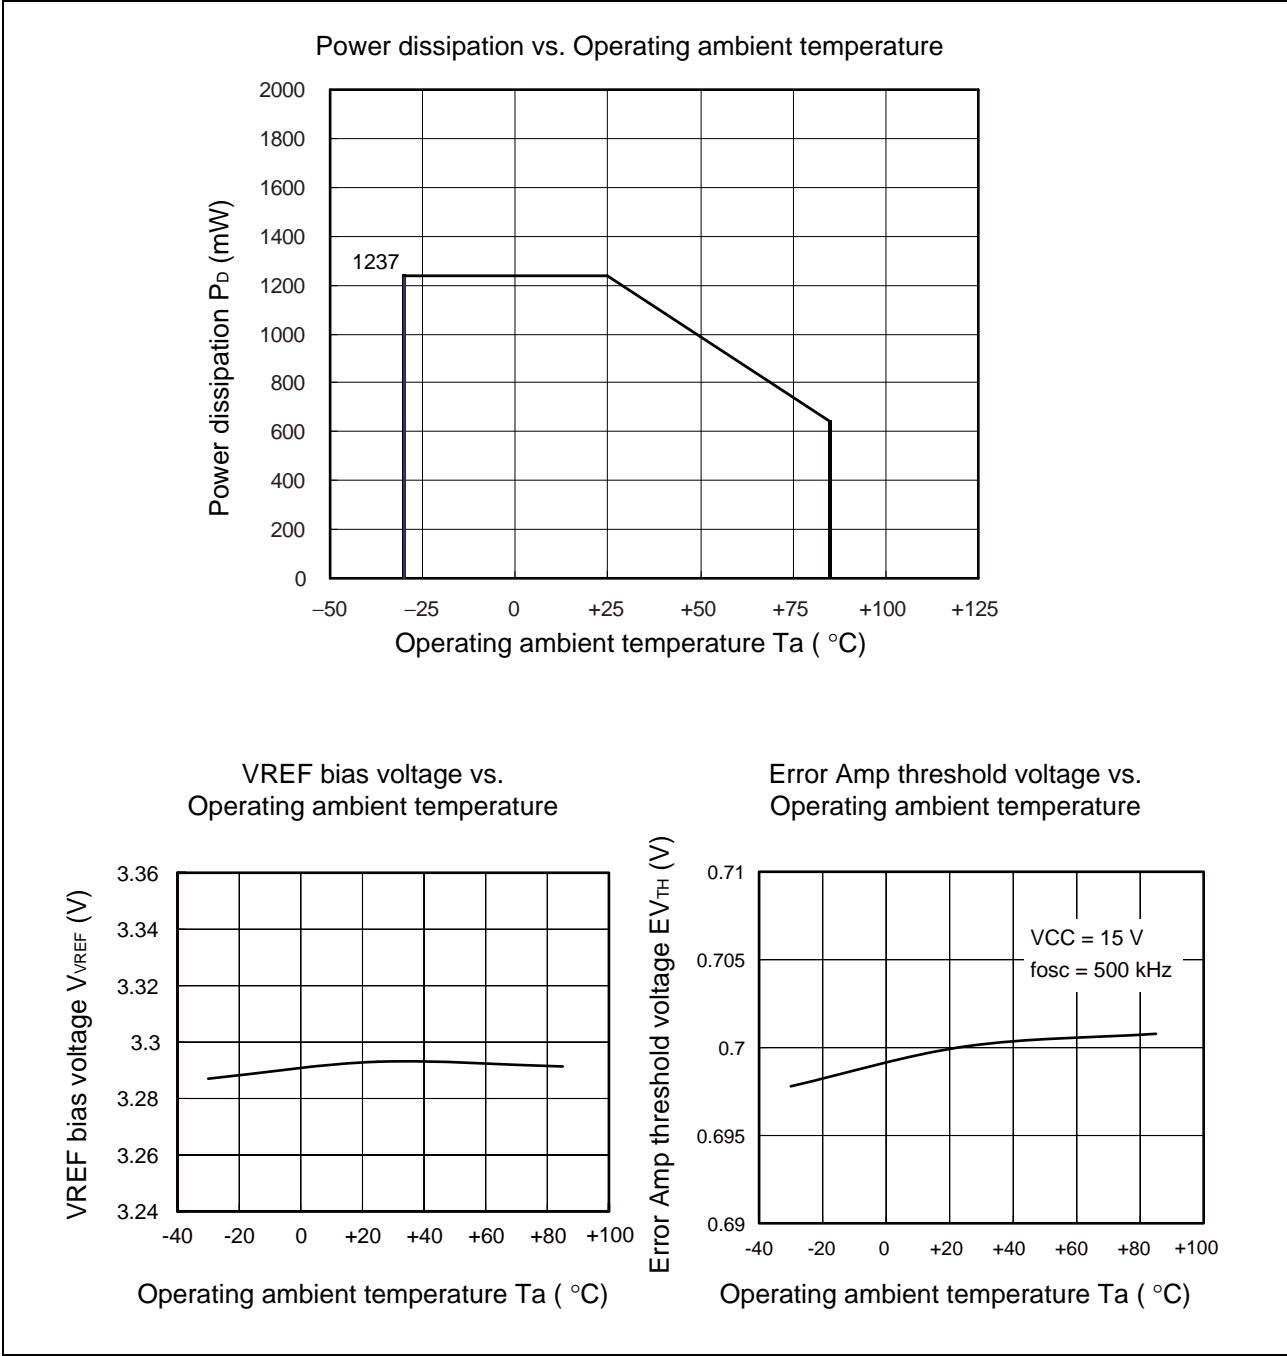 Power dissipation vs. Operating ambient temperature
2000
1800
1600
1400
1237
1200
1000
800
600
400
200
0
Power dissipation PD (mW)
–50 –25 0 +25 +50 +75 +100 +125
Operating ambient temperature Ta ( °C)
VREF bias voltage vs.
Operating ambient temperature
3.36
3.34
3.32
3.3
3.28
3.26
3.24
VREF bias voltage VVREF (V)
-40 -20 0 +20 +40 +60 +80 +100
Operating ambient temperature Ta ( °C)
Error Amp threshold voltage vs.
Operating ambient temperature
0.71
0.705
0.7
0.695
0.69
Error Amp threshold voltage EVTH (V)
VCC = 15 V
fosc = 500 kHz
-40 -20 0 +20 +40 +60 +80 +100
Operating ambient temperature Ta ( °C)